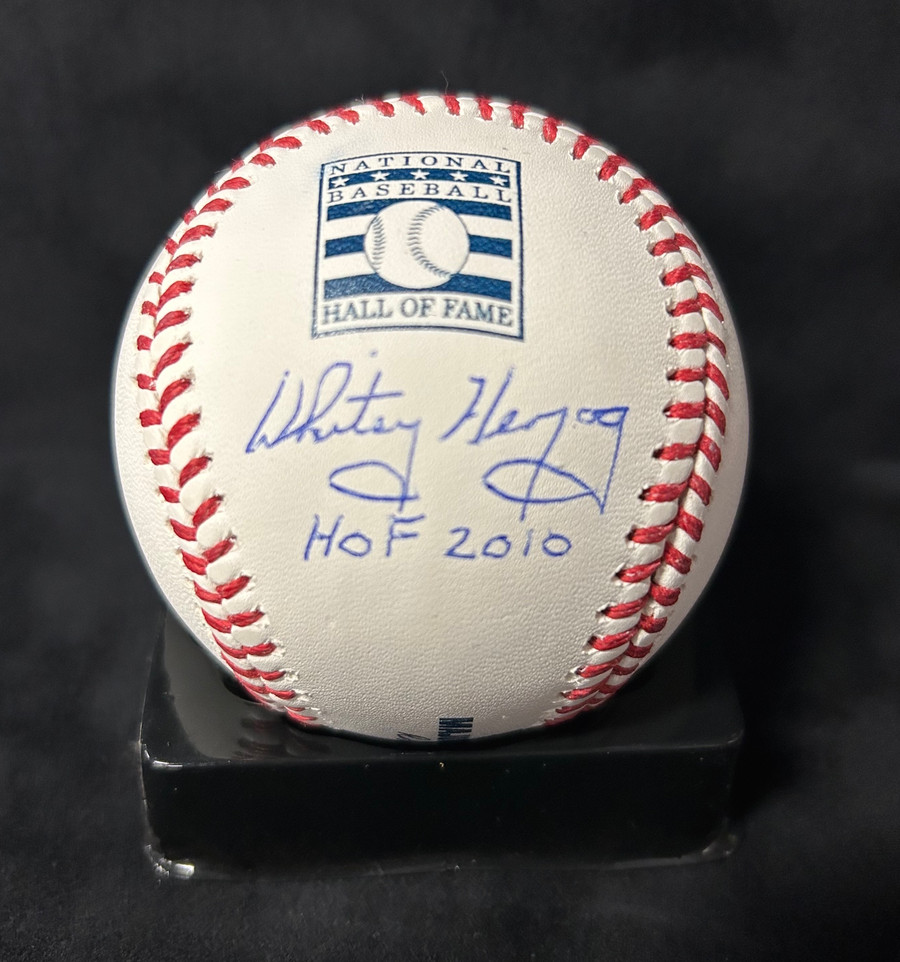 NATIONAL
BASEBALL
HALL OF FAME
Whitey Herzog
HOF 2010